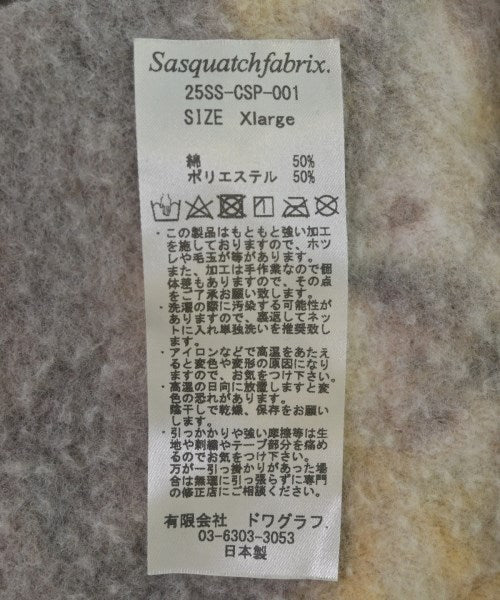 Sasquatchfabrix.
25SS-CSP-001
SIZE Xlarge
綿 50%
ポリエステル 50%
・この製品はもともと強い加工
を施しておりますので、ホツ
レや毛玉が等があります。
また、加工は手作業なので個
体差もありますので、その点
をご了承お願い致します。
・洗濯の際に汚染する可能性が
ありますので、裏返してネッ
トに入れ単独洗いを推奨致し
ます。
・アイロンなどで高温をあたえ
ると変色や変形の原因になり
ますので、お気をつけ下さい。
・高温の日向に放置しますと変
色の恐れがあります。
陰干しで乾燥、保存をお願い
します。
・引っかかりや強い摩擦等は生
地や刺繍やテープ部分を痛め
るのでお気をつけ下さい。
万が一引っ掛かりがあった場
合は無理に引っ張らずに専門
の修正店にご相談ください。
有限会社 ドワグラフ
03-6303-3053
日本製